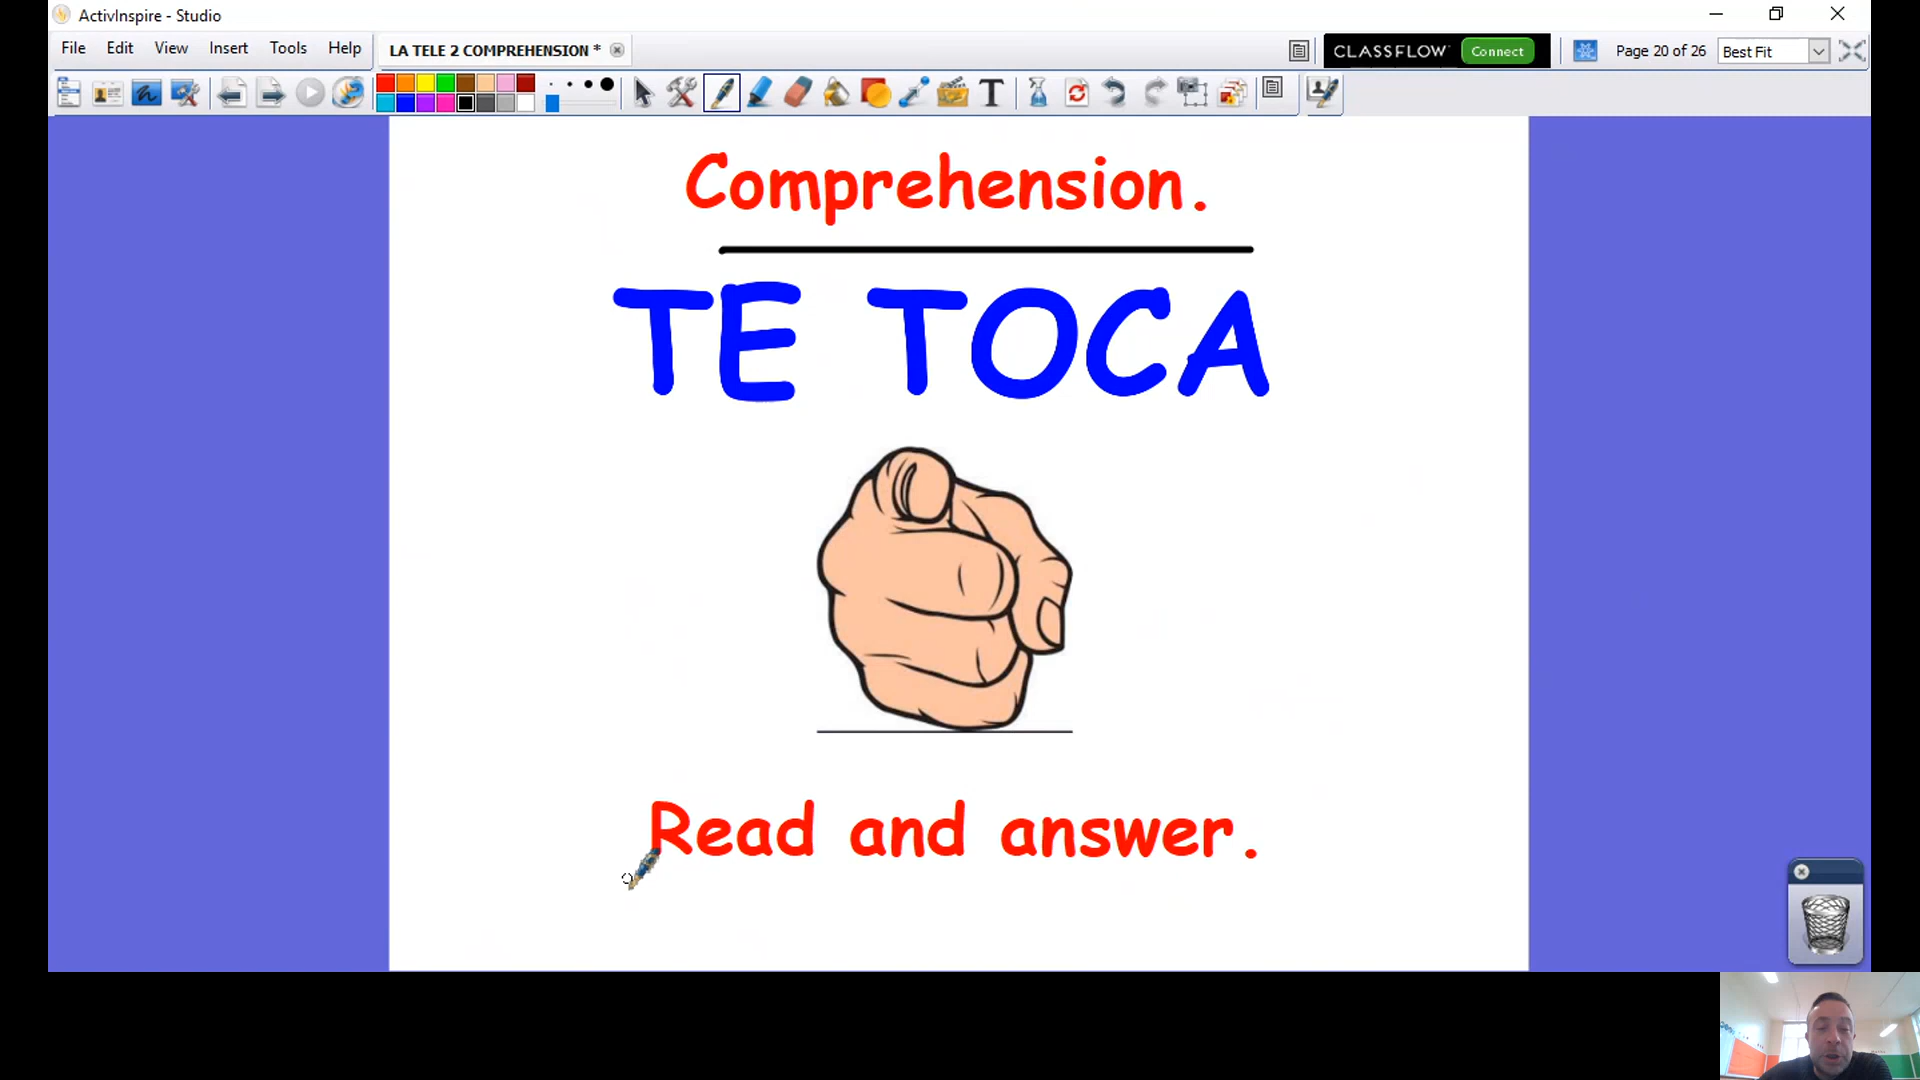 ActivInspire - Studio
File Edit View Insert Tools Help
LA TELE 2 COMPREHENSION *
CLASSFLOW Connect
Page 20 of 26
Best Fit
Comprehension.
TE TOCA
Read and answer.